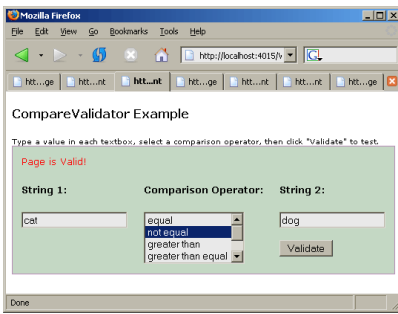 Mozilla Firefox
File Edit View Go Bookmarks Tools Help
http://localhost:4015/
htt...ge htt...nt htt...nt htt...ge htt...nt htt...nt htt...ge
CompareValidator Example
Type a value in each textbox, select a comparison operator, then click "Validate" to test.
Page is Valid!
String 1: Comparison Operator: String 2:
cat equal dog
not equal
greater than Validate
greater than equal
Done